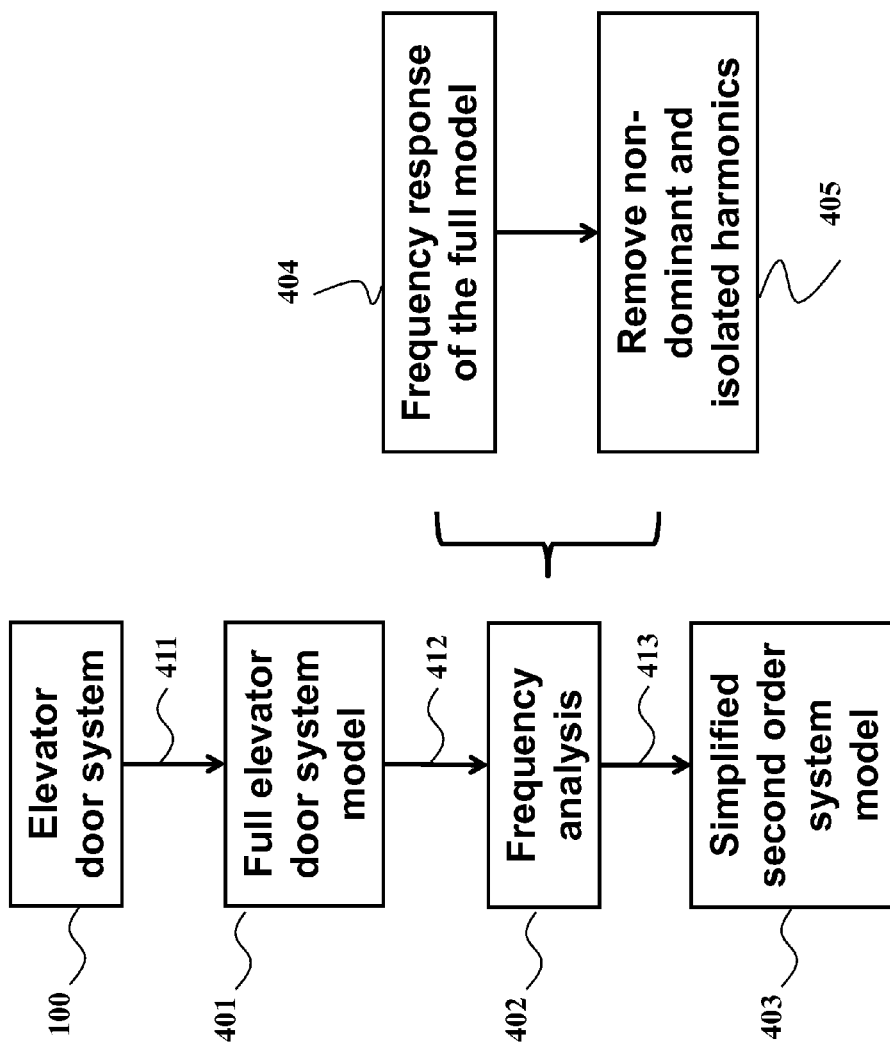 100
Elevator
door system
411
401
Full elevator
door system
model
412
402
Frequency
analysis
413
403
Simplified
second order
system
model
404
Frequency response
of the full model
Remove non-
dominant and
isolated harmonics
405